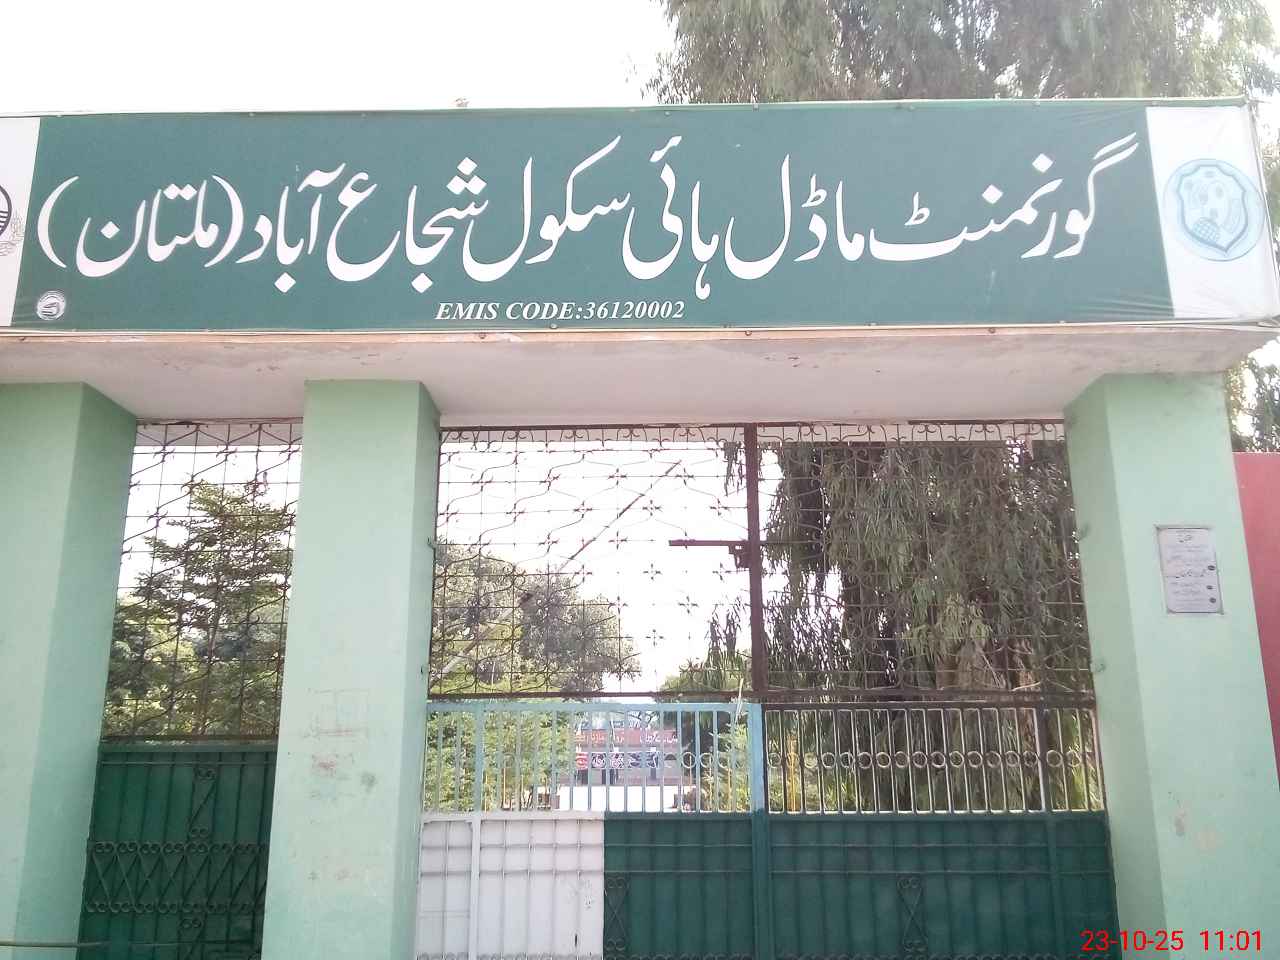 گورنمنٹ ماڈل ہائی سکول شجاع آباد (ملتان)
EMIS CODE:36120002
23-10-25 11:01